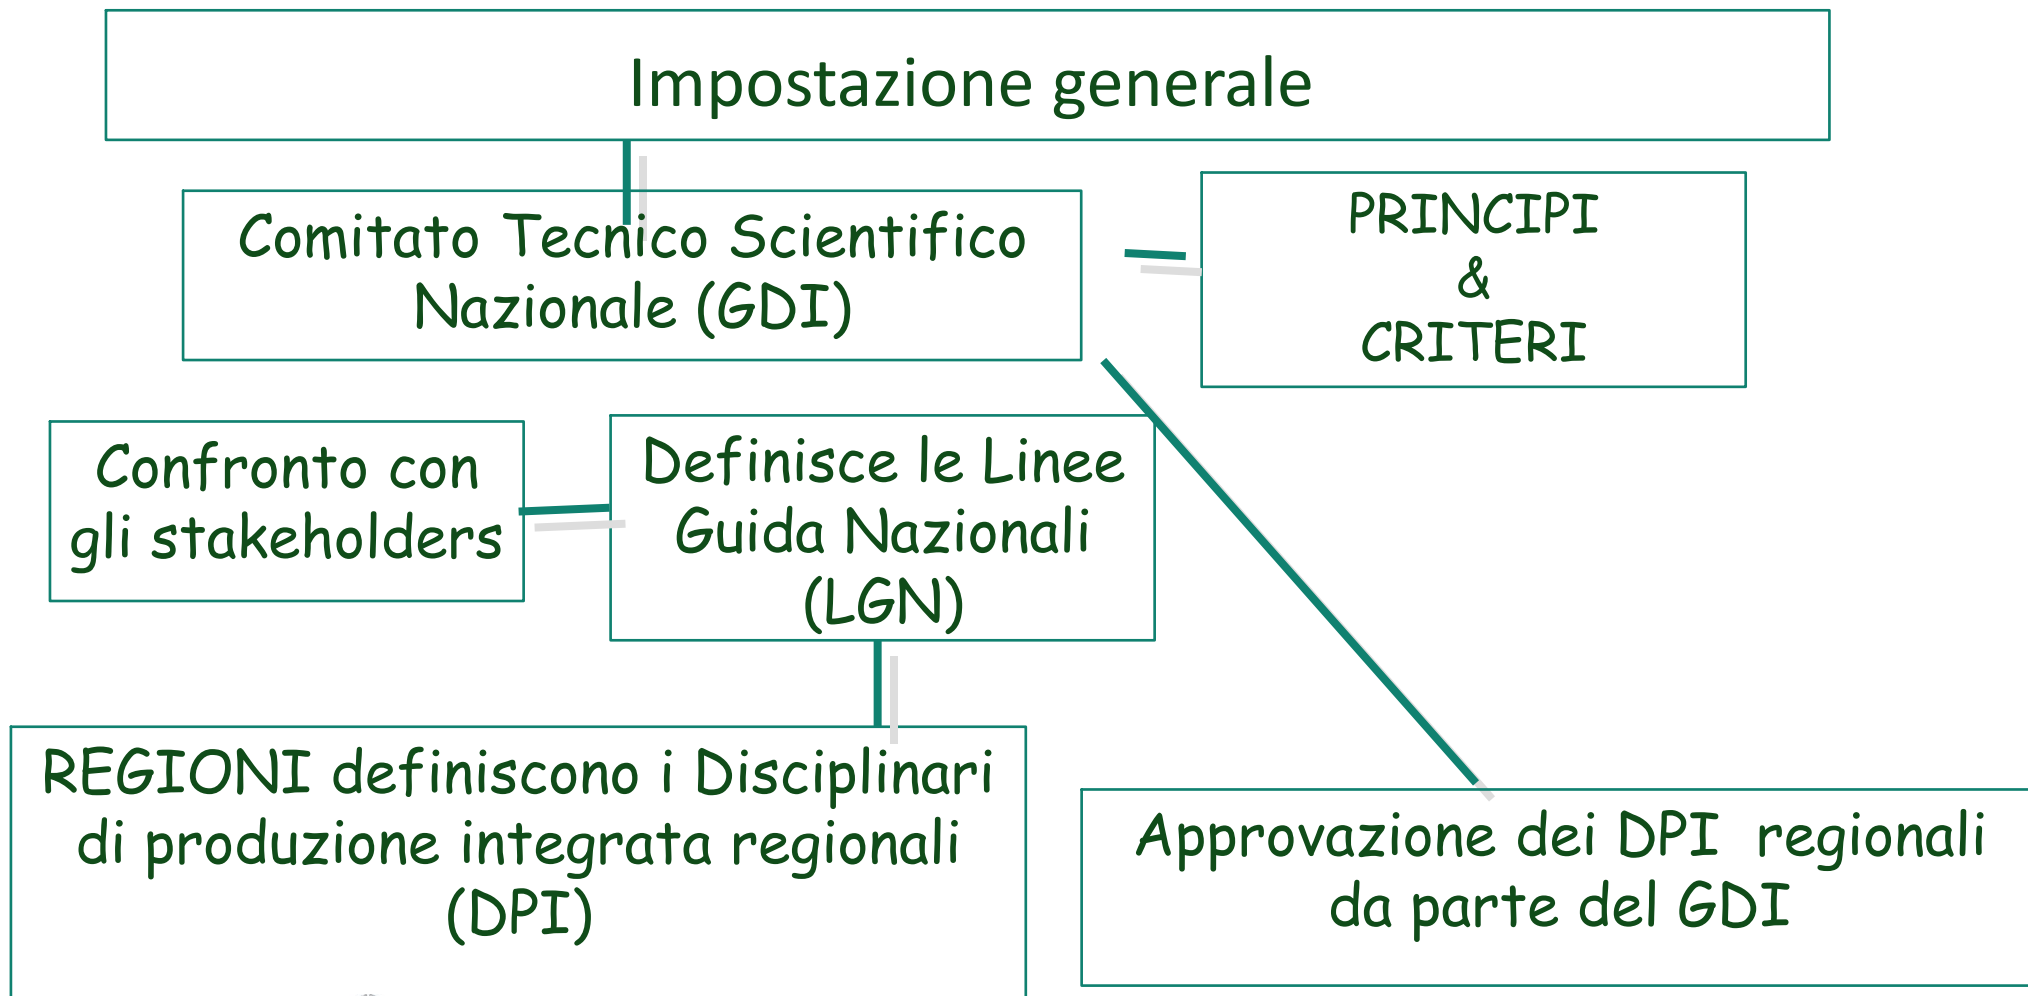 Impostazione generale
Comitato Tecnico Scientifico
Nazionale (GDI)
PRINCIPI
&
CRITERI
Confronto con
gli stakeholders
Definisce le Linee
Guida Nazionali
(LGN)
REGIONI definiscono i Disciplinari
di produzione integrata regionali
(DPI)
Approvazione dei DPI  regionali
da parte del GDI